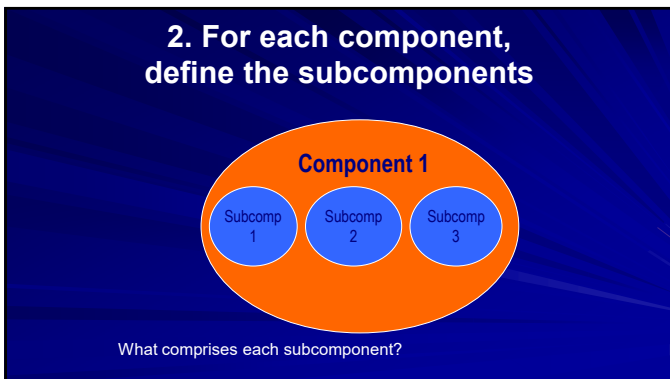 2. For each component,
define the subcomponents
Component 1
Subcomp
1
Subcomp
2
Subcomp
3
What comprises each subcomponent?